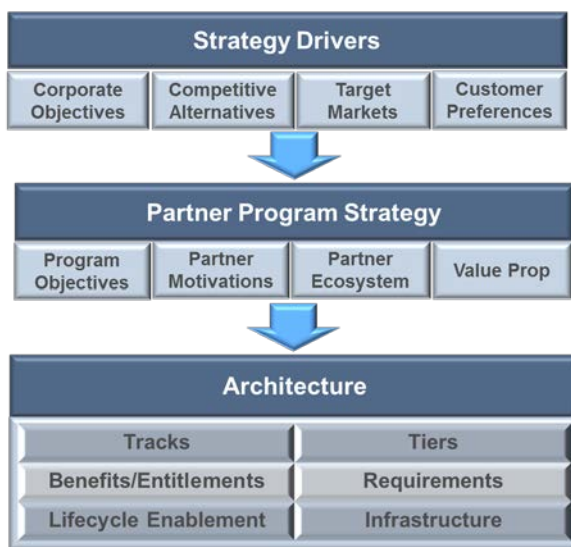 Strategy Drivers
Corporate Objectives
Competitive Alternatives
Target Markets
Customer Preferences
Partner Program Strategy
Program Objectives
Partner Motivations
Partner Ecosystem
Value Prop
Architecture
Tracks
Tiers
Benefits/Entitlements
Requirements
Lifecycle Enablement
Infrastructure